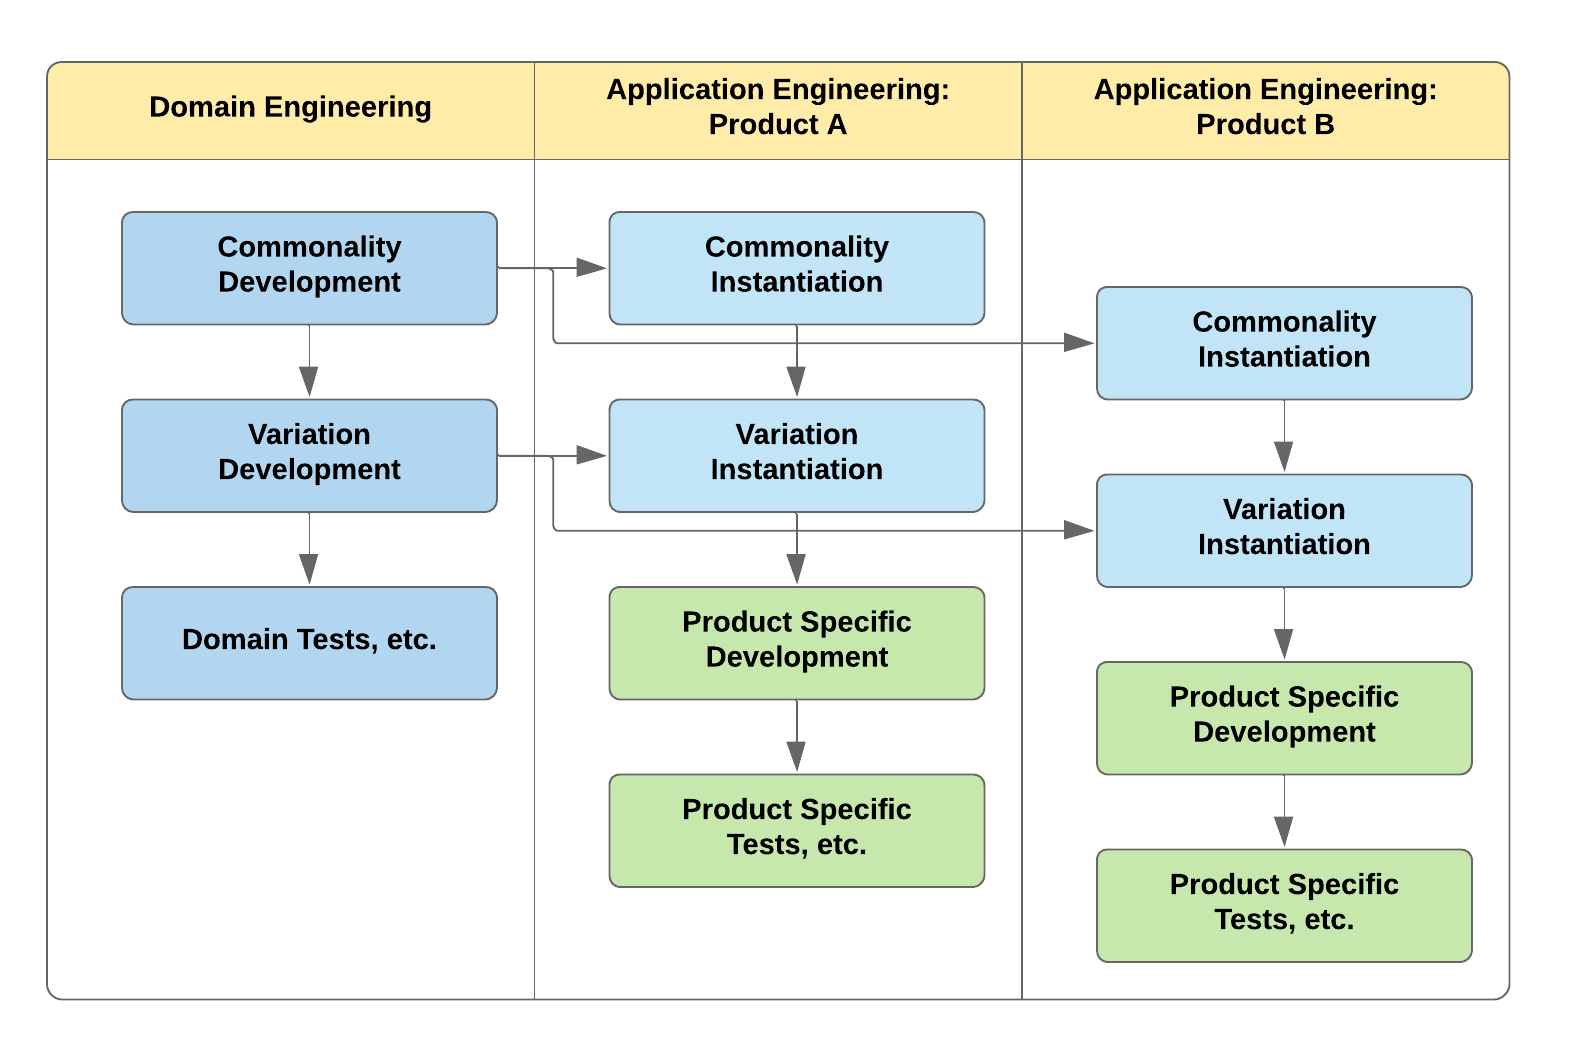 Domain Engineering
Application Engineering:
Product A
Application Engineering:
Product B
Commonality
Development
Variation
Development
Domain Tests, etc.
Commonality
Instantiation
Variation
Instantiation
Product Specific
Development
Product Specific
Tests, etc.
Commonality
Instantiation
Variation
Instantiation
Product Specific
Development
Product Specific
Tests, etc.